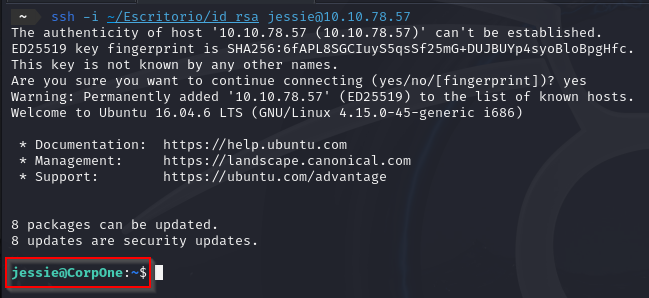 ~ ssh -i ~/Escritorio/id_rsa jessie@10.10.78.57
The authenticity of host '10.10.78.57 (10.10.78.57)' can't be established.
ED25519 key fingerprint is SHA256:6fAPL8SGCIuyS5qsSf25mG+DUJBUYp4syoBloBpgHfc.
This key is not known by any other names.
Are you sure you want to continue connecting (yes/no/[fingerprint])? yes
Warning: Permanently added '10.10.78.57' (ED25519) to the list of known hosts.
Welcome to Ubuntu 16.04.6 LTS (GNU/Linux 4.15.0-45-generic i686)
* Documentation: https://help.ubuntu.com
* Management: https://landscape.canonical.com
* Support: https://ubuntu.com/advantage
8 packages can be updated.
8 updates are security updates.
jessie@CorpOne:~$